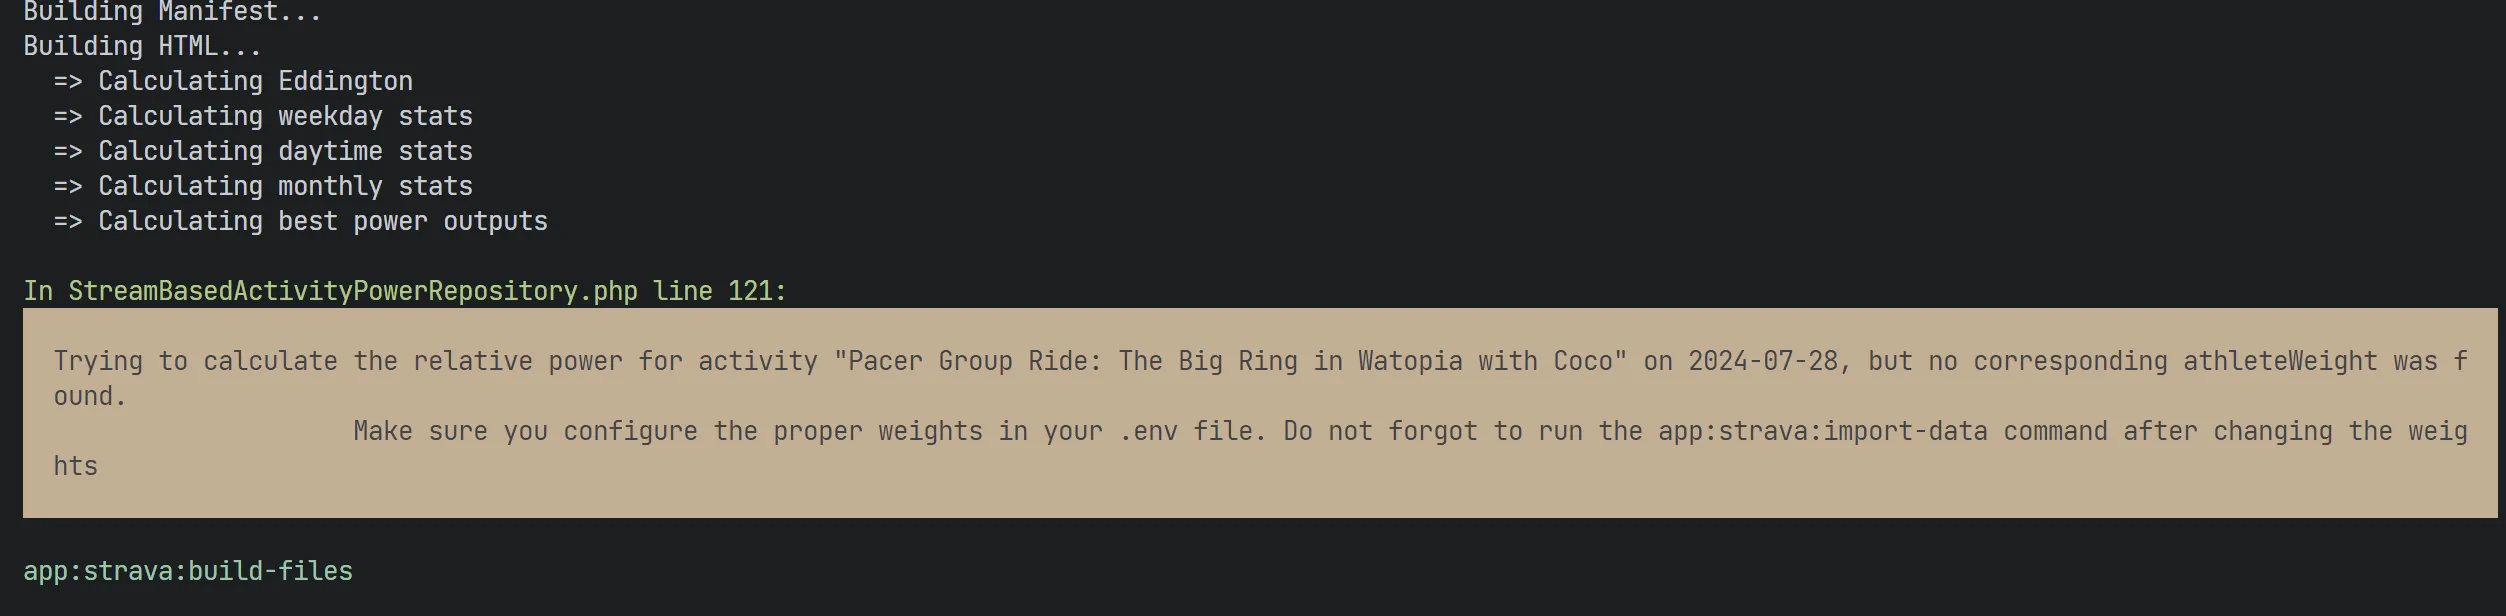 Building Manifest...
Building HTML...
=> Calculating Eddington
=> Calculating weekday stats
=> Calculating daytime stats
=> Calculating monthly stats
=> Calculating best power outputs
In StreamBasedActivityPowerRepository.php line 121:
Trying to calculate the relative power for activity "Pacer Group Ride: The Big Ring in Watopia with Coco" on 2024-07-28, but no corresponding athleteWeight was f
ound.
Make sure you configure the proper weights in your .env file. Do not forgot to run the app:strava:import-data command after changing the weig
hts
app:strava:build-files